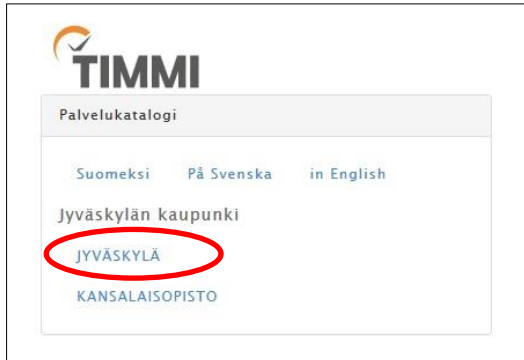 TIMMI
Palvelukatalogi
Suomeksi På Svenska in English
Jyväskylän kaupunki
JYVÄSKYLÄ
KANSALAISOPISTO